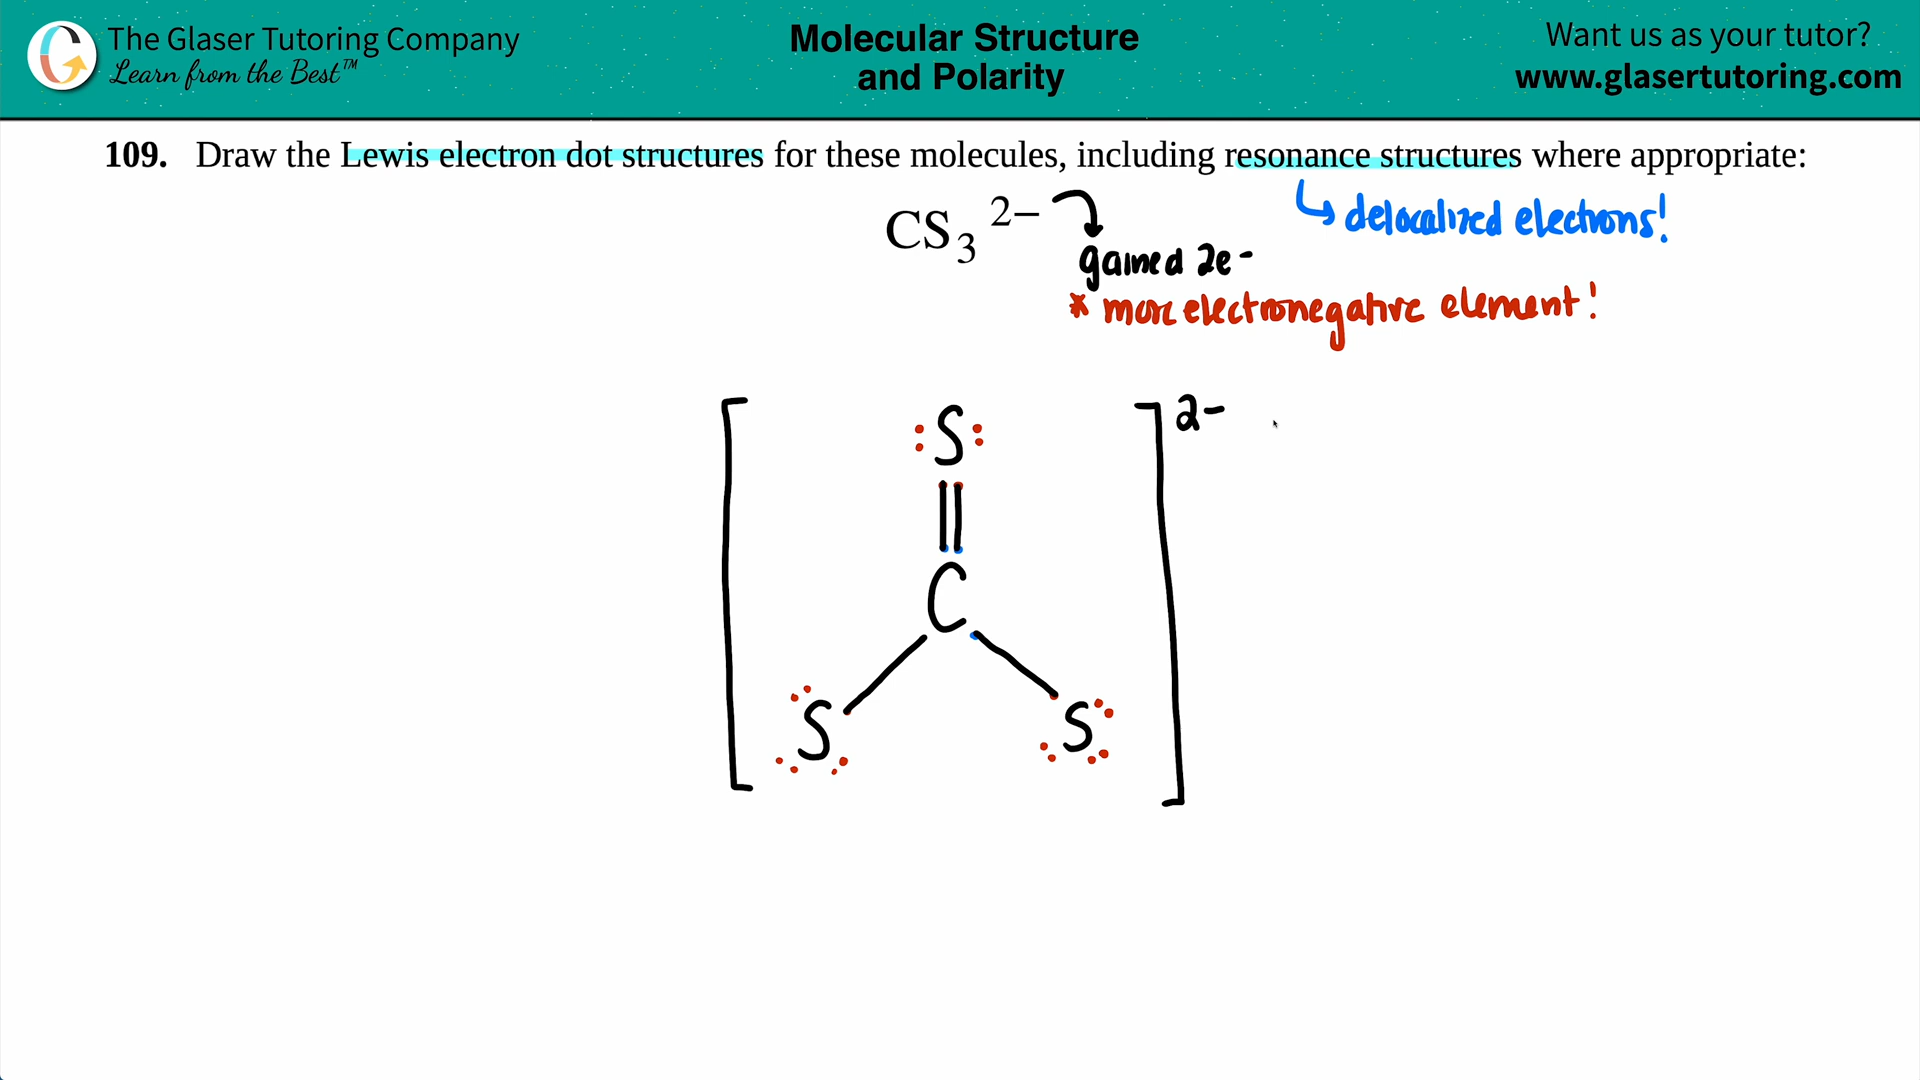 The Glaser Tutoring Company
Learn from the Best™
Molecular Structure
and Polarity
Want us as your tutor?
www.glasertutoring.com
109. Draw the Lewis electron dot structures for these molecules, including resonance structures where appropriate:
CS₃ ²⁻
delocalized electrons!
gained 2e-
* more electronegative element!
2-
:S:
C
S
S